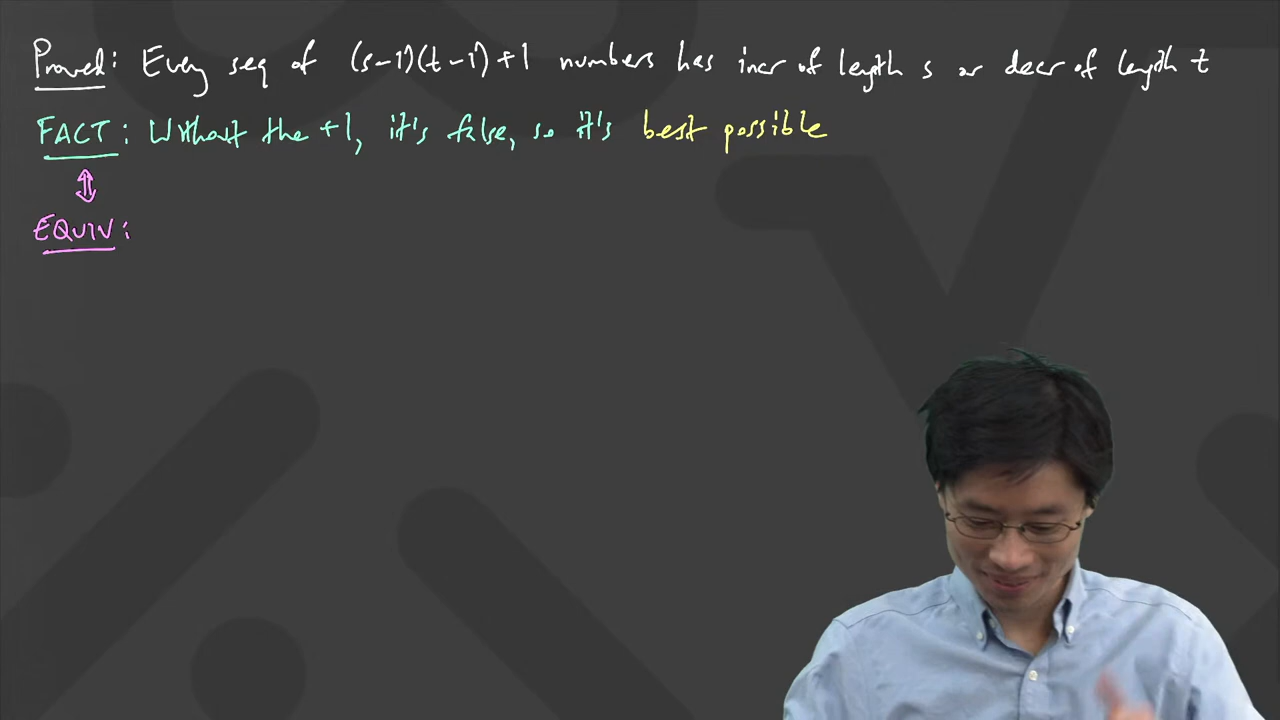 Proved: Every seq of (s-1)(t-1)+1 numbers has incr of length s or decr of length t
FACT: Without the +1, it's false, so it's best possible
⇕
EQUIV: